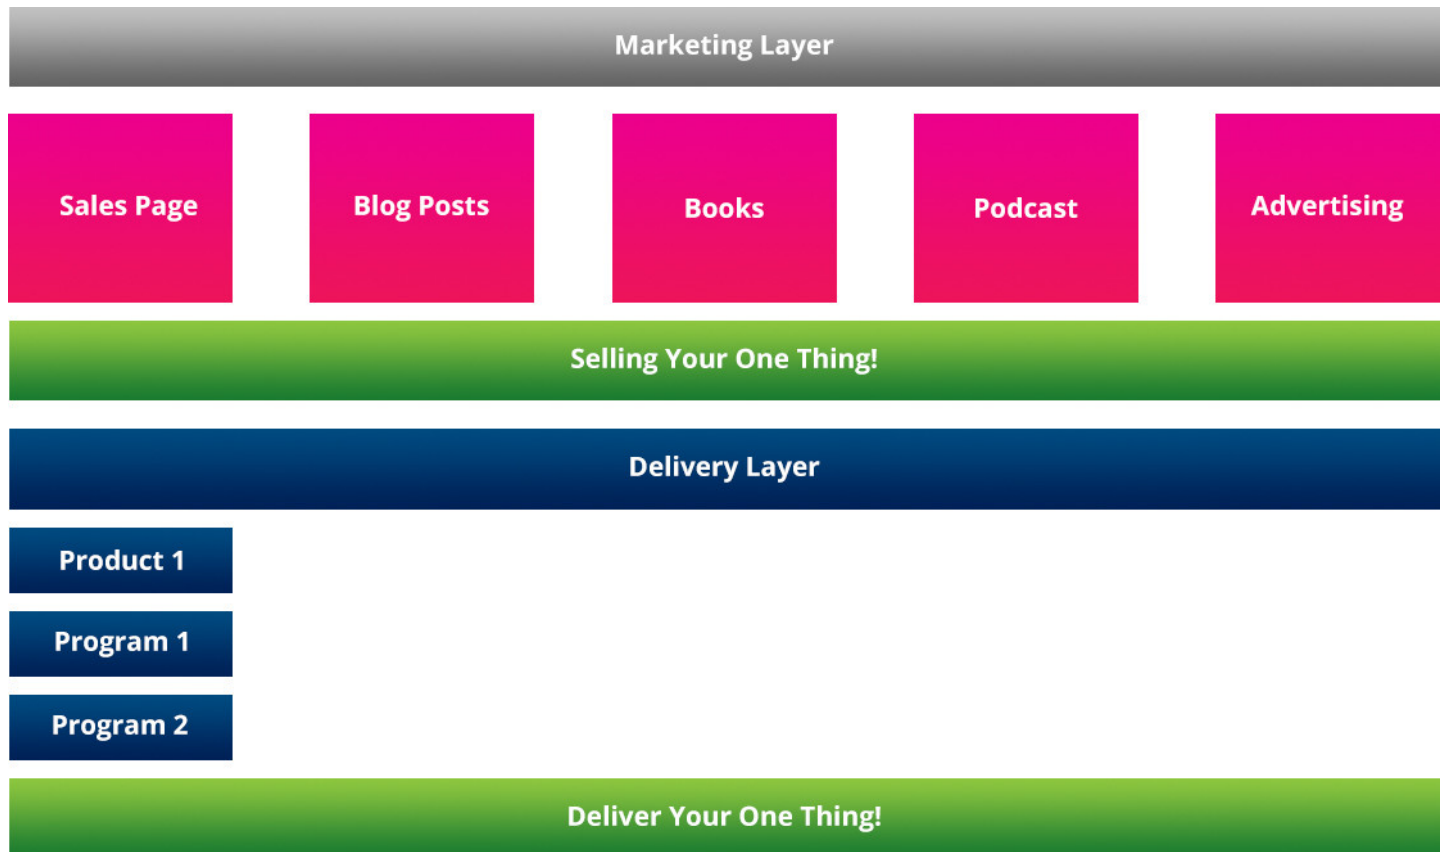 Marketing Layer
Sales Page
Blog Posts
Books
Podcast
Advertising
Selling Your One Thing!
Delivery Layer
Product 1
Program 1
Program 2
Deliver Your One Thing!